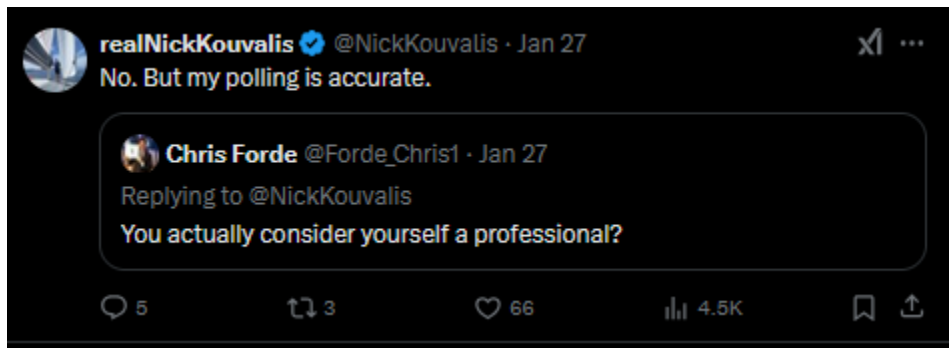 realNickKouvalis @NickKouvalis · Jan 27
No. But my polling is accurate.
Chris Forde @Forde_Chris1 · Jan 27
Replying to @NickKouvalis
You actually consider yourself a professional?
5 3 66 4.5K